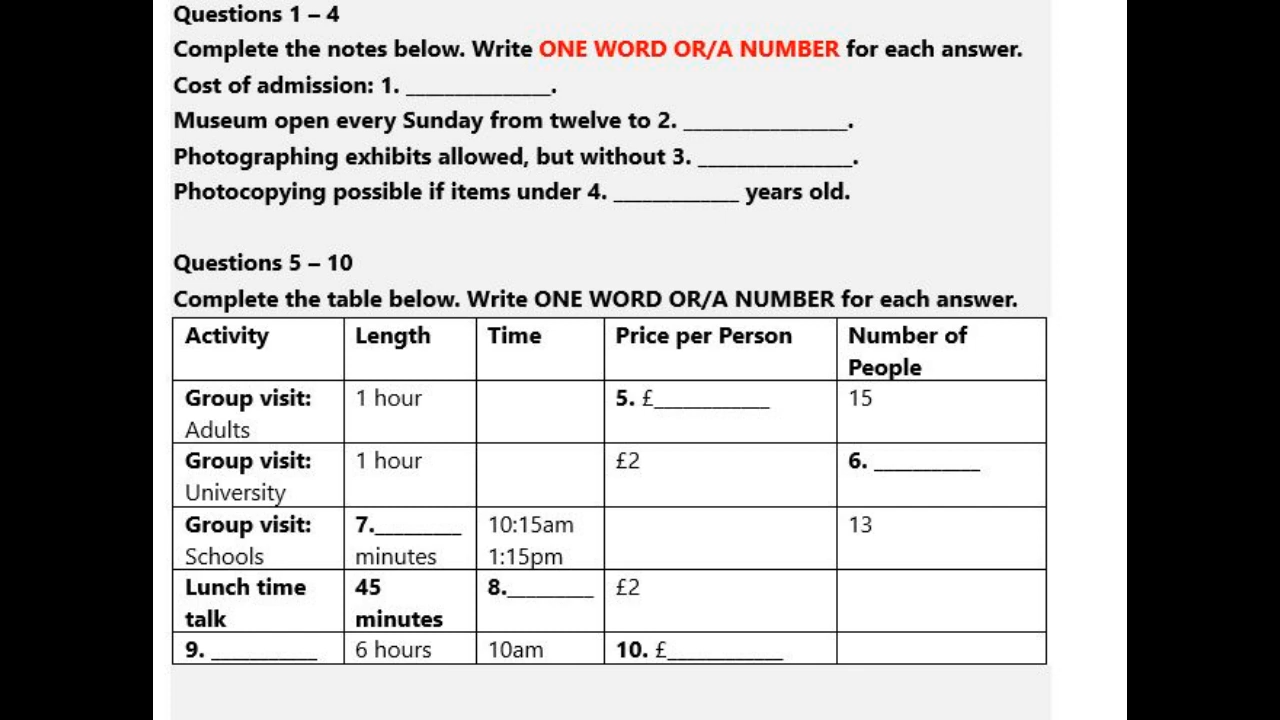 Questions 1 – 4
Complete the notes below. Write ONE WORD OR/A NUMBER for each answer.
Cost of admission: 1. _______________.
Museum open every Sunday from twelve to 2. _________________.
Photographing exhibits allowed, but without 3. ________________.
Photocopying possible if items under 4. _____________ years old.
Questions 5 – 10
Complete the table below. Write ONE WORD OR/A NUMBER for each answer.
Activity Length Time Price per Person Number of
People
Group visit: 1 hour 5. £____________ 15
Adults
Group visit: 1 hour £2 6. ___________
University
Group visit: 7._________ 10:15am 13
Schools minutes 1:15pm
Lunch time 45 8._________ £2
talk minutes
9. ___________ 6 hours 10am 10. £____________